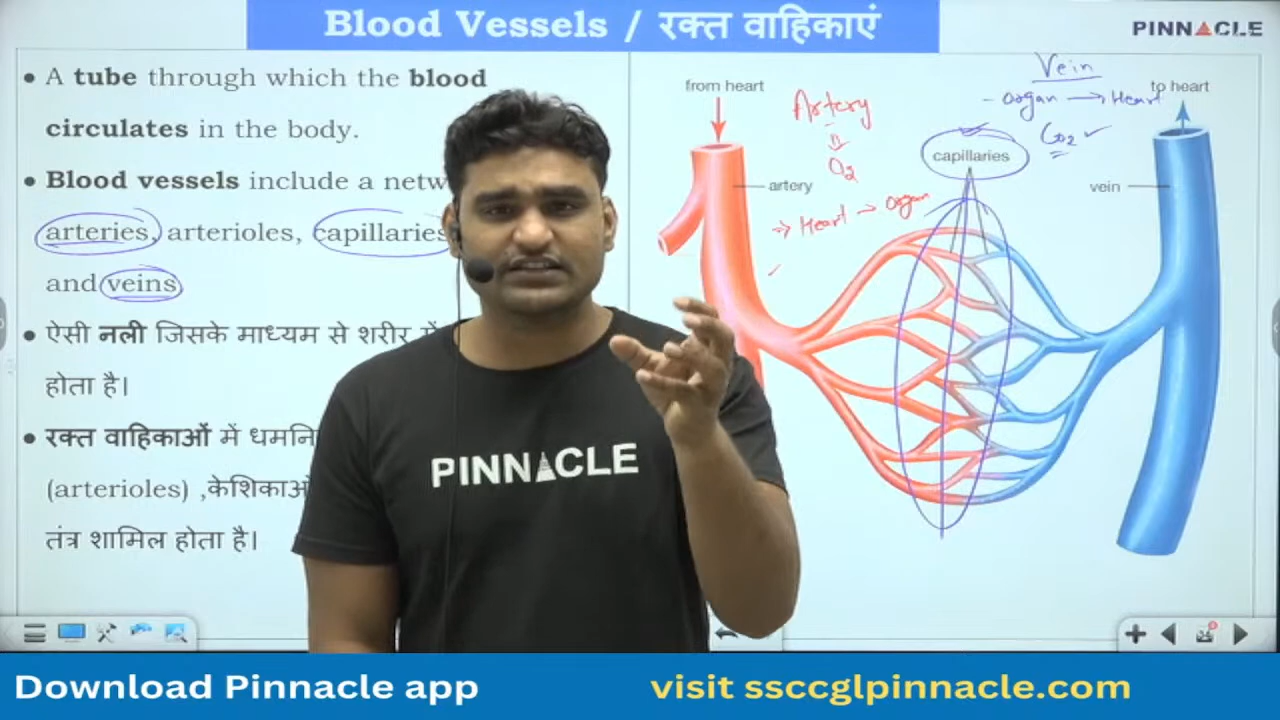 Blood Vessels / रक्त वाहिकाएं
PINNACLE
• A tube through which the blood
circulates in the body.
• Blood vessels include a netw
arteries, arterioles, capillaries
and veins
• ऐसी नली जिसके माध्यम से शरीर में
होता है।
• रक्त वाहिकाओं में धमनि
(arterioles) ,केशिकाओं
तंत्र शामिल होता है।
from heart
Artery
O2
→ Heart → organ
artery
capillaries
Vein
- organ → Heart
CO2 ✓
to heart
vein
PINNACLE
Download Pinnacle app
visit ssccglpinnacle.com